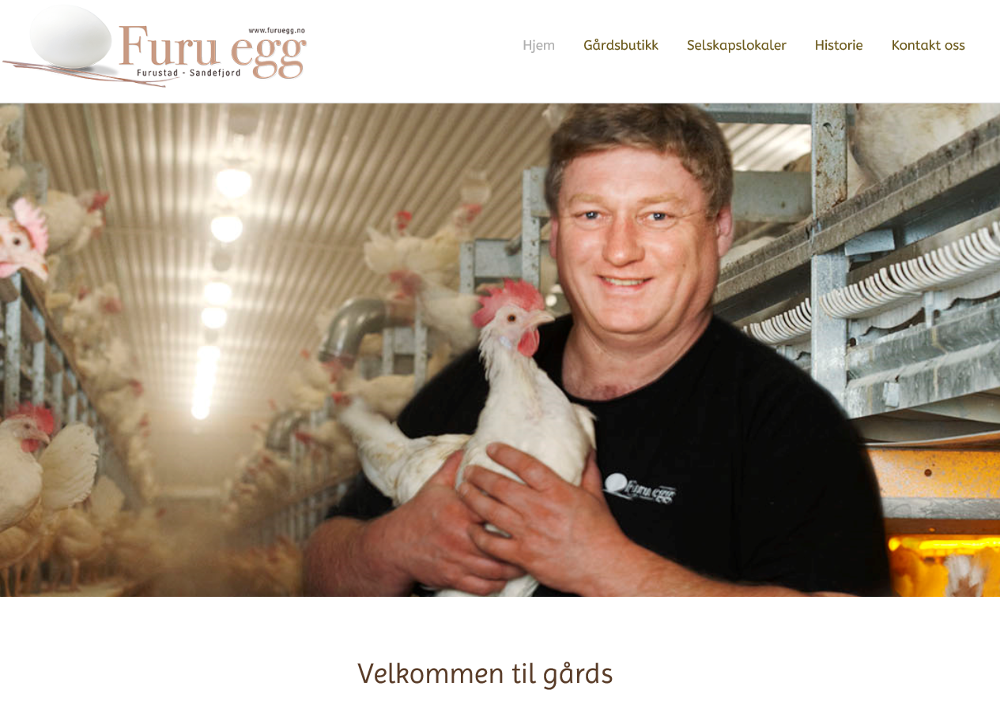 www.furuegg.no
Furu egg
Furustad - Sandefjord
Hjem
Gårdsbutikk
Selskapslokaler
Historie
Kontakt oss
Furu egg
Velkommen til gårds